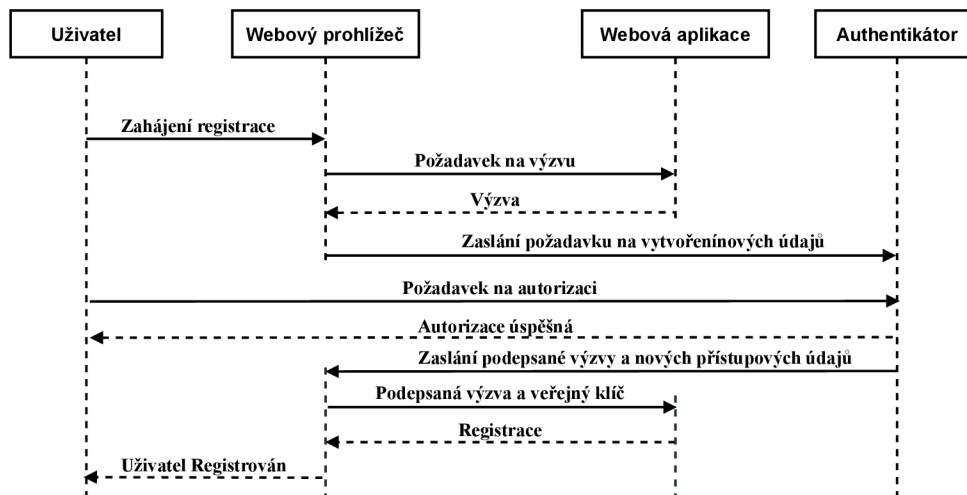 Uživatel
Webový prohlížeč
Webová aplikace
Authentikátor
Zahájení registrace
Požadavek na výzvu
Výzva
Zaslání požadavku na vytvořenínových údajů
Požadavek na autorizaci
Autorizace úspěšná
Zaslání podepsané výzvy a nových přístupových údajů
Podepsaná výzva a veřejný klíč
Registrace
Uživatel Registrován